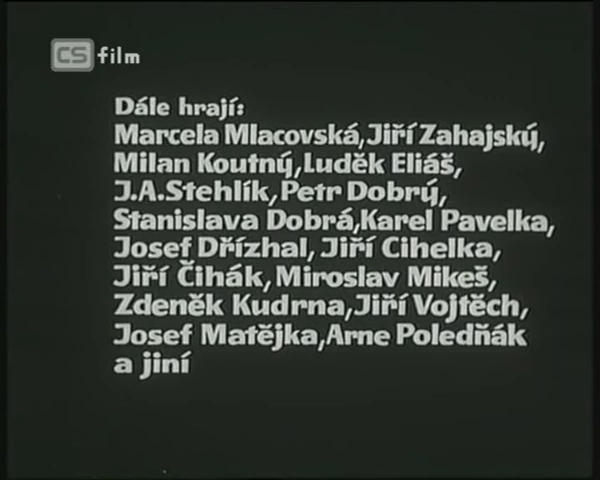 CS film
Dále hrají:
Marcela Mlacovská, Jiří Zahajský,
Milan Koutný, Luděk Eliáš,
J.A.Stehlík, Petr Dobrý,
Stanislava Dobrá, Karel Pavelka,
Josef Dřízhal, Jiří Cihelka,
Jiří Čihák, Miroslav Mikeš,
Zdeněk Kudrna, Jiří Vojtěch,
Josef Matějka, Arne Poledňák
a jiní